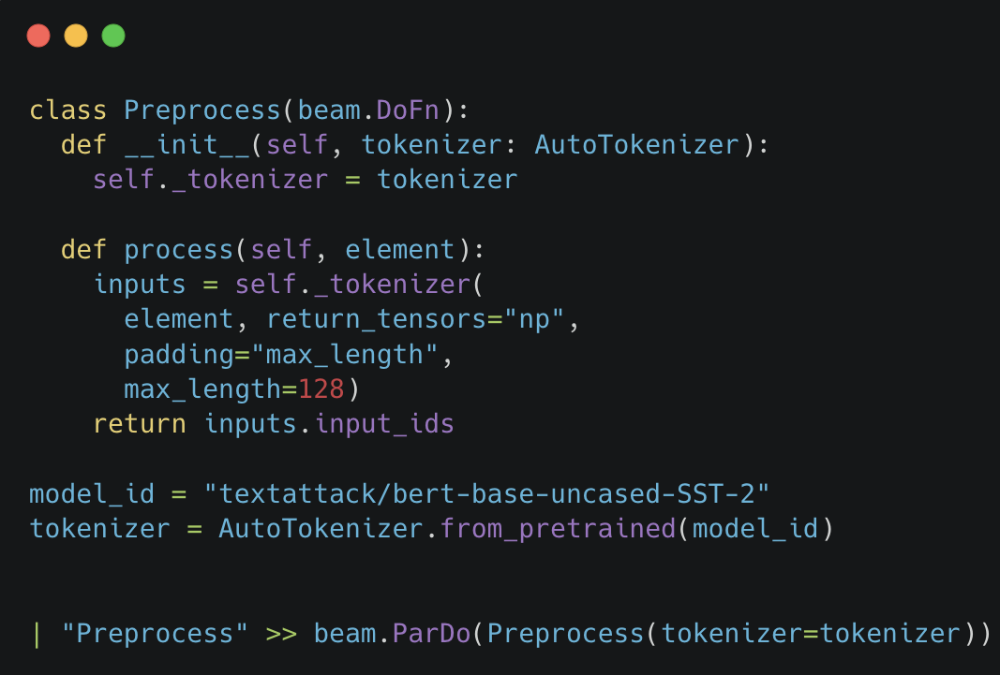 class Preprocess(beam.DoFn):
  def __init__(self, tokenizer: AutoTokenizer):
    self._tokenizer = tokenizer

  def process(self, element):
    inputs = self._tokenizer(
      element, return_tensors="np",
      padding="max_length",
      max_length=128)
    return inputs.input_ids

model_id = "textattack/bert-base-uncased-SST-2"
tokenizer = AutoTokenizer.from_pretrained(model_id)


| "Preprocess" >> beam.ParDo(Preprocess(tokenizer=tokenizer))